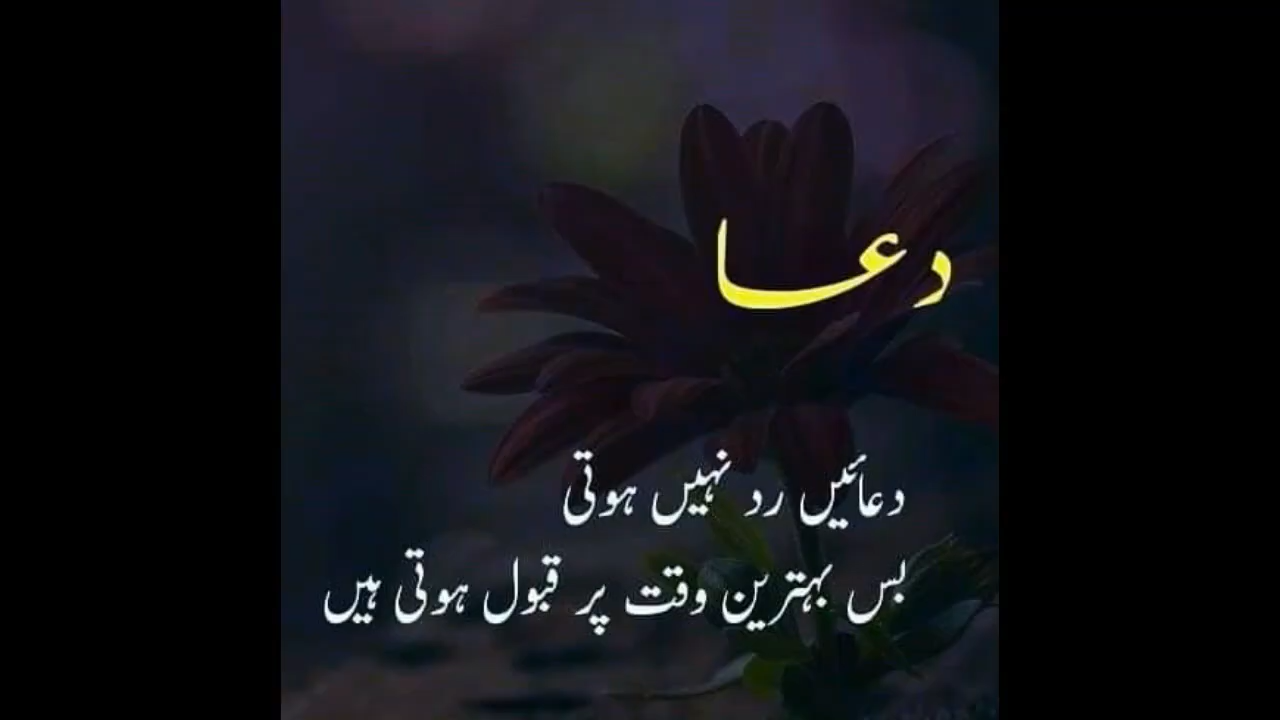 دعا
دعائیں رد نہیں ہوتی
بس بہترین وقت پر قبول ہوتی ہیں